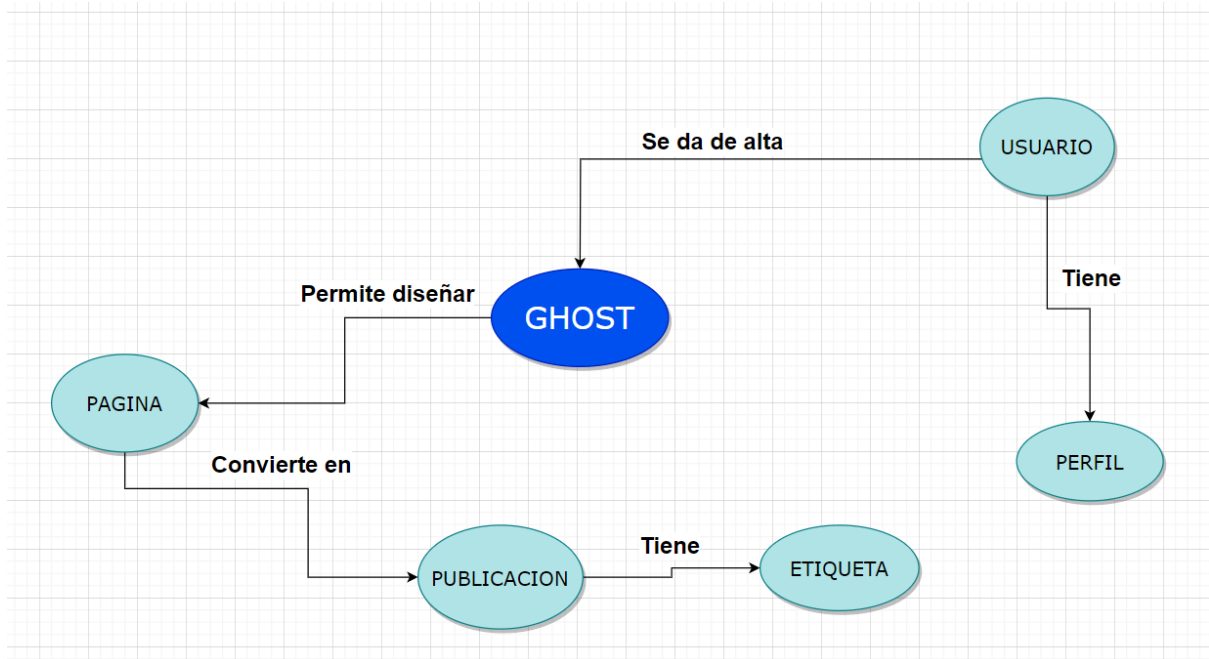 Se da de alta
USUARIO
Permite diseñar
GHOST
Tiene
PAGINA
Convierte en
PERFIL
PUBLICACION
Tiene
ETIQUETA